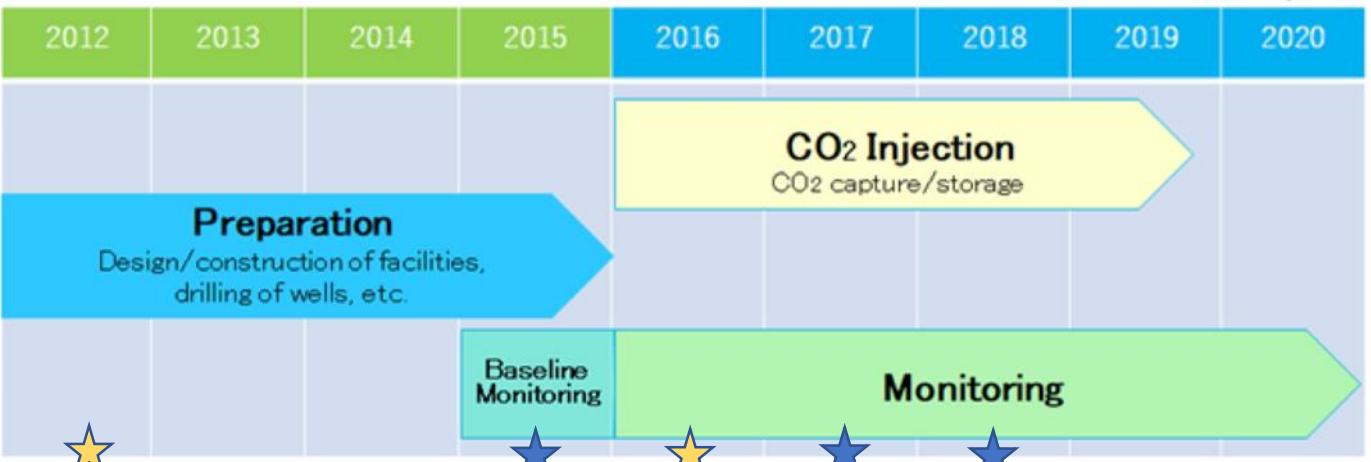 2012 2013 2014 2015 2016 2017 2018 2019 2020
CO2 Injection
CO2 capture/storage
Preparation
Design/construction of facilities,
drilling of wells, etc.
Baseline
Monitoring
Monitoring